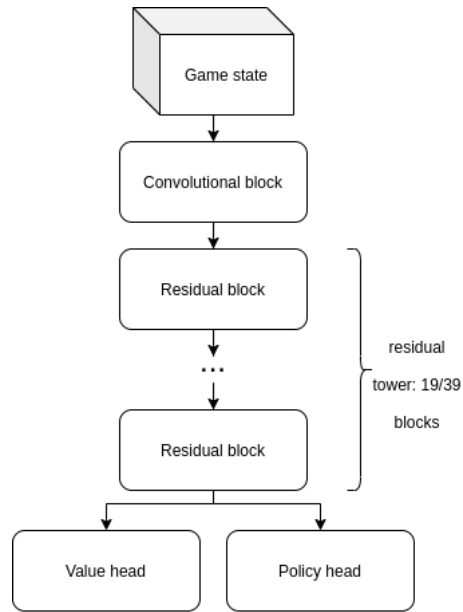 Game state
Convolutional block
Residual block
...
residual
tower: 19/39
blocks
Residual block
Value head
Policy head